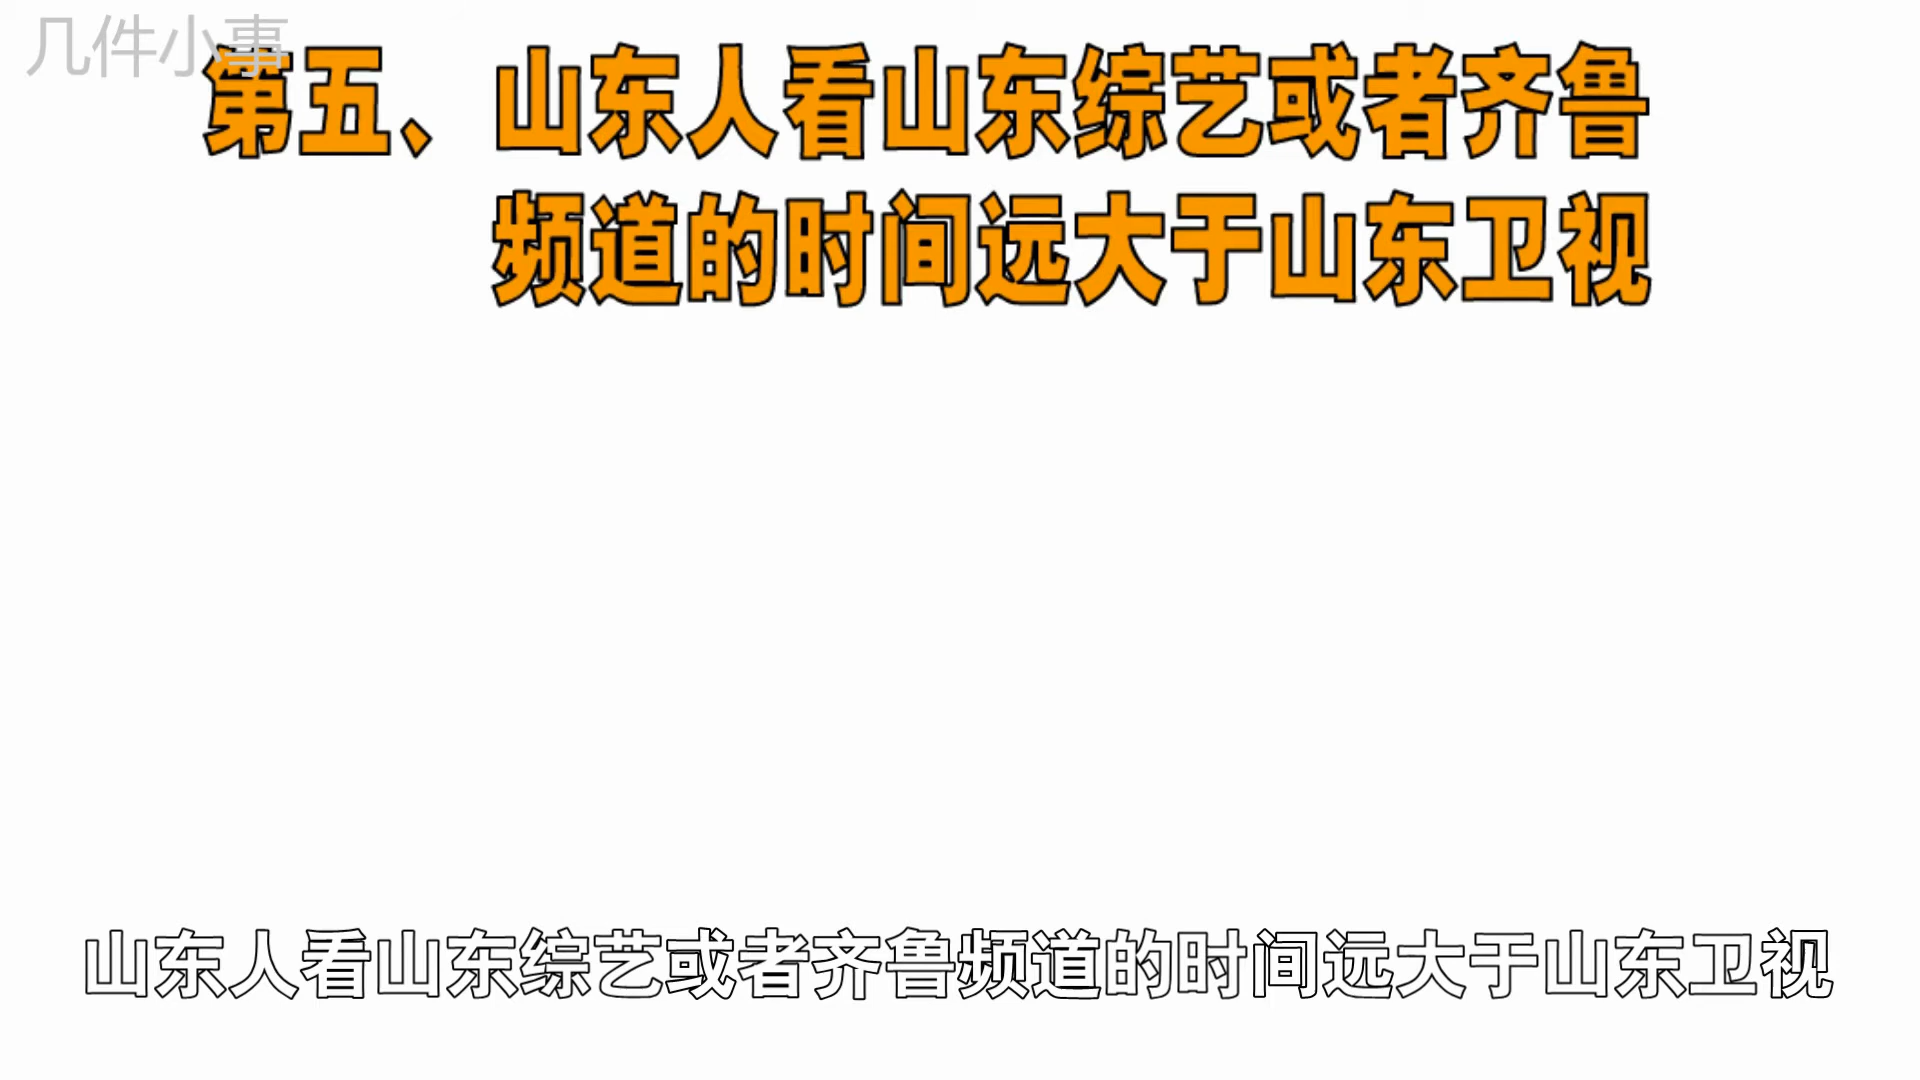 几件小事
第五、山东人看山东综艺或者齐鲁
频道的时间远大于山东卫视
山东人看山东综艺或者齐鲁频道的时间远大于山东卫视